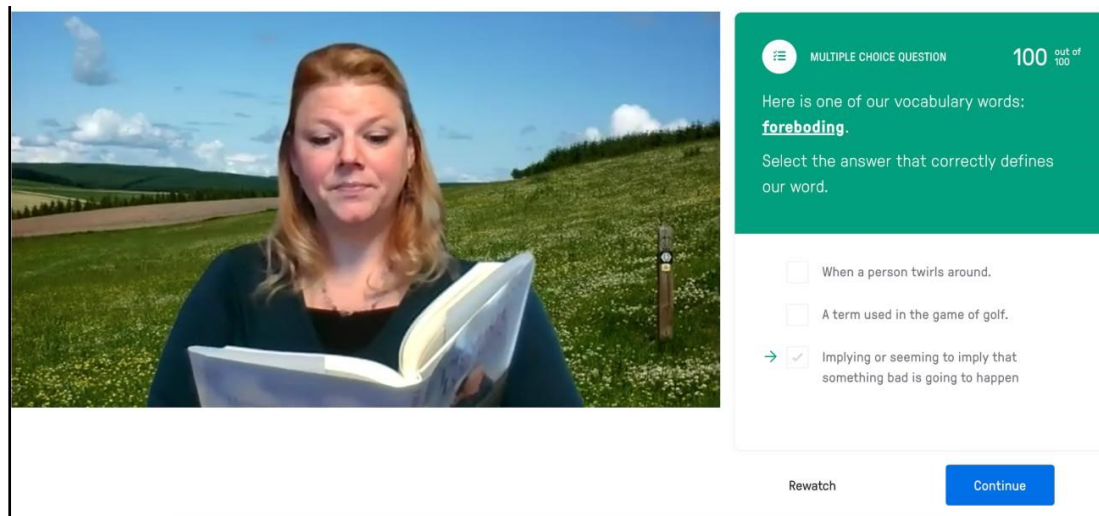 MULTIPLE CHOICE QUESTION
100 out of 100
Here is one of our vocabulary words:
foreboding.
Select the answer that correctly defines
our word.
When a person twirls around.
A term used in the game of golf.
Implying or seeming to imply that
something bad is going to happen
Rewatch
Continue